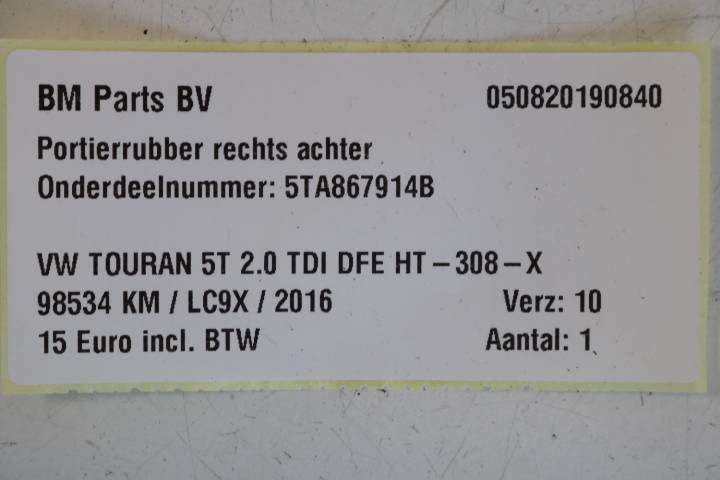 BM Parts BV 050820190840
Portierrubber rechts achter
Onderdeelnummer: 5TA867914B
VW TOURAN 5T 2.0 TDI DFE HT-308-X
98534 KM / LC9X / 2016 Verz: 10
15 Euro incl. BTW Aantal: 1